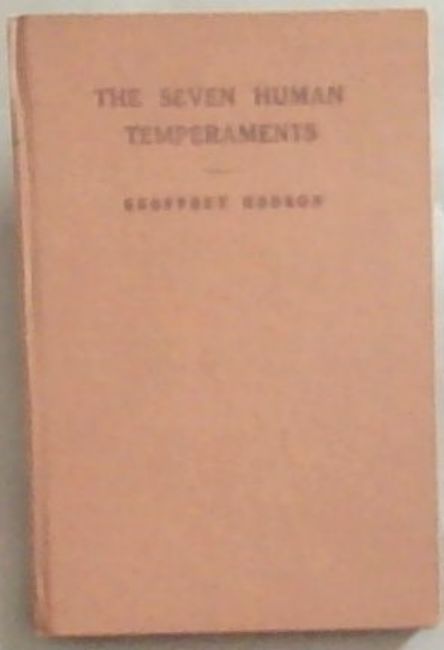 THE SEVEN HUMAN
TEMPERAMENTS
GEOFFREY HODSON